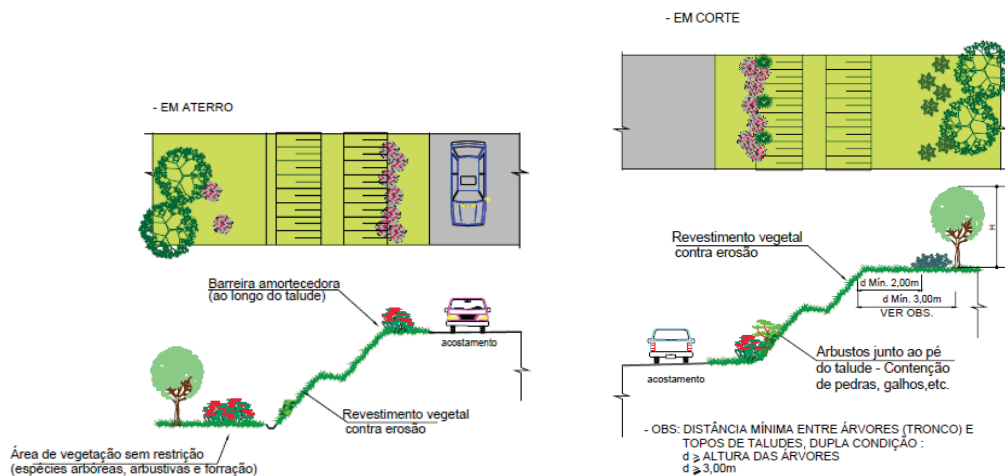 - EM ATERRO
Barreira amortecedora
(ao longo do talude)
acostamento
Revestimento vegetal
contra erosão
Área de vegetação sem restrição
(espécies arbóreas, arbustivas e forração)
- EM CORTE
Revestimento vegetal
contra erosão
H
d Mín. 2,00m
d Mín. 3,00m
VER OBS.
acostamento
Arbustos junto ao pé
do talude - Contenção
de pedras, galhos,etc.
- OBS: DISTÂNCIA MÍNIMA ENTRE ÁRVORES (TRONCO) E
TOPOS DE TALUDES, DUPLA CONDIÇÃO :
d ⩾ ALTURA DAS ÁRVORES
d ⩾ 3,00m